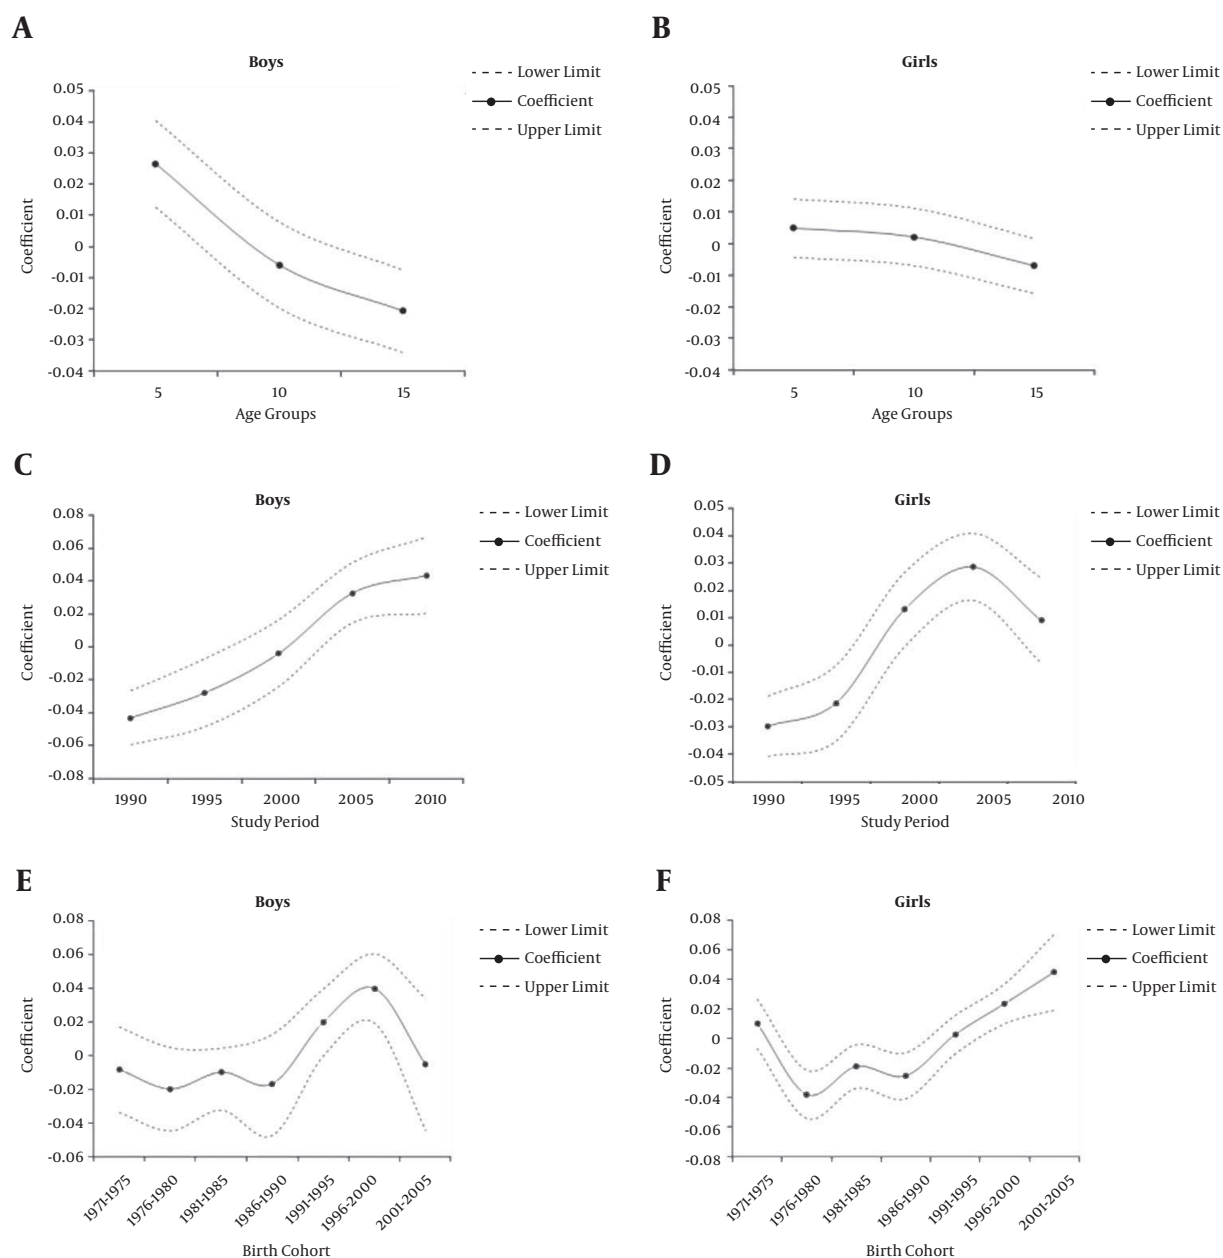 A
Boys
Lower Limit
Coefficient
Upper Limit
0.05
0.04
0.03
0.02
0.01
0
-0.01
-0.02
-0.03
-0.04
Coefficient
5 10 15
Age Groups
B
Girls
Lower Limit
Coefficient
Upper Limit
0.05
0.04
0.03
0.02
0.01
0
-0.01
-0.02
-0.03
-0.04
Coefficient
5 10 15
Age Groups
C
Boys
Lower Limit
Coefficient
Upper Limit
0.08
0.06
0.04
0.02
0
-0.02
-0.04
-0.06
-0.08
Coefficient
1990 1995 2000 2005 2010
Study Period
D
Girls
Lower Limit
Coefficient
Upper Limit
0.05
0.04
0.03
0.02
0.01
0
-0.01
-0.02
-0.03
-0.04
-0.05
Coefficient
1990 1995 2000 2005 2010
Study Period
E
Boys
Lower Limit
Coefficient
Upper Limit
0.08
0.06
0.04
0.02
0
-0.02
-0.04
-0.06
Coefficient
1971-1975 1976-1980 1981-1985 1986-1990 1991-1995 1996-2000 2001-2005
Birth Cohort
F
Girls
Lower Limit
Coefficient
Upper Limit
0.08
0.06
0.04
0.02
0
-0.02
-0.04
-0.06
-0.08
Coefficient
1971-1975 1976-1980 1981-1985 1986-1990 1991-1995 1996-2000 2001-2005
Birth Cohort